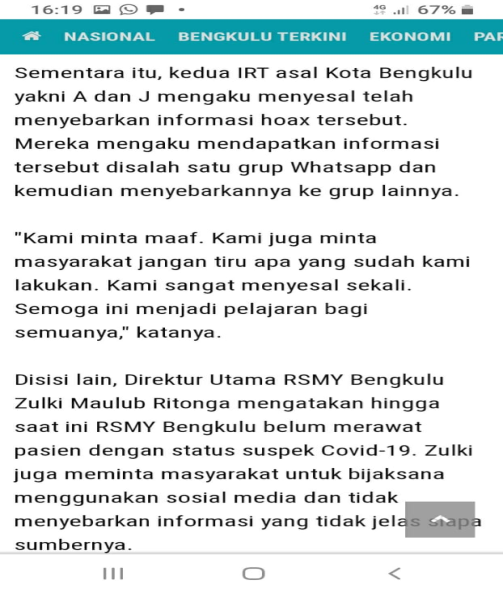 16:19
4G 67%
NASIONAL BENGKULU TERKINI EKONOMI PAR
Sementara itu, kedua IRT asal Kota Bengkulu
yakni A dan J mengaku menyesal telah
menyebarkan informasi hoax tersebut.
Mereka mengaku mendapatkan informasi
tersebut disalah satu grup Whatsapp dan
kemudian menyebarkannya ke grup lainnya.
"Kami minta maaf. Kami juga minta
masyarakat jangan tiru apa yang sudah kami
lakukan. Kami sangat menyesal sekali.
Semoga ini menjadi pelajaran bagi
semuanya," katanya.
Disisi lain, Direktur Utama RSMY Bengkulu
Zulki Maulub Ritonga mengatakan hingga
saat ini RSMY Bengkulu belum merawat
pasien dengan status suspek Covid-19. Zulki
juga meminta masyarakat untuk bijaksana
menggunakan sosial media dan tidak
menyebarkan informasi yang tidak jelas siapa
sumbernya.